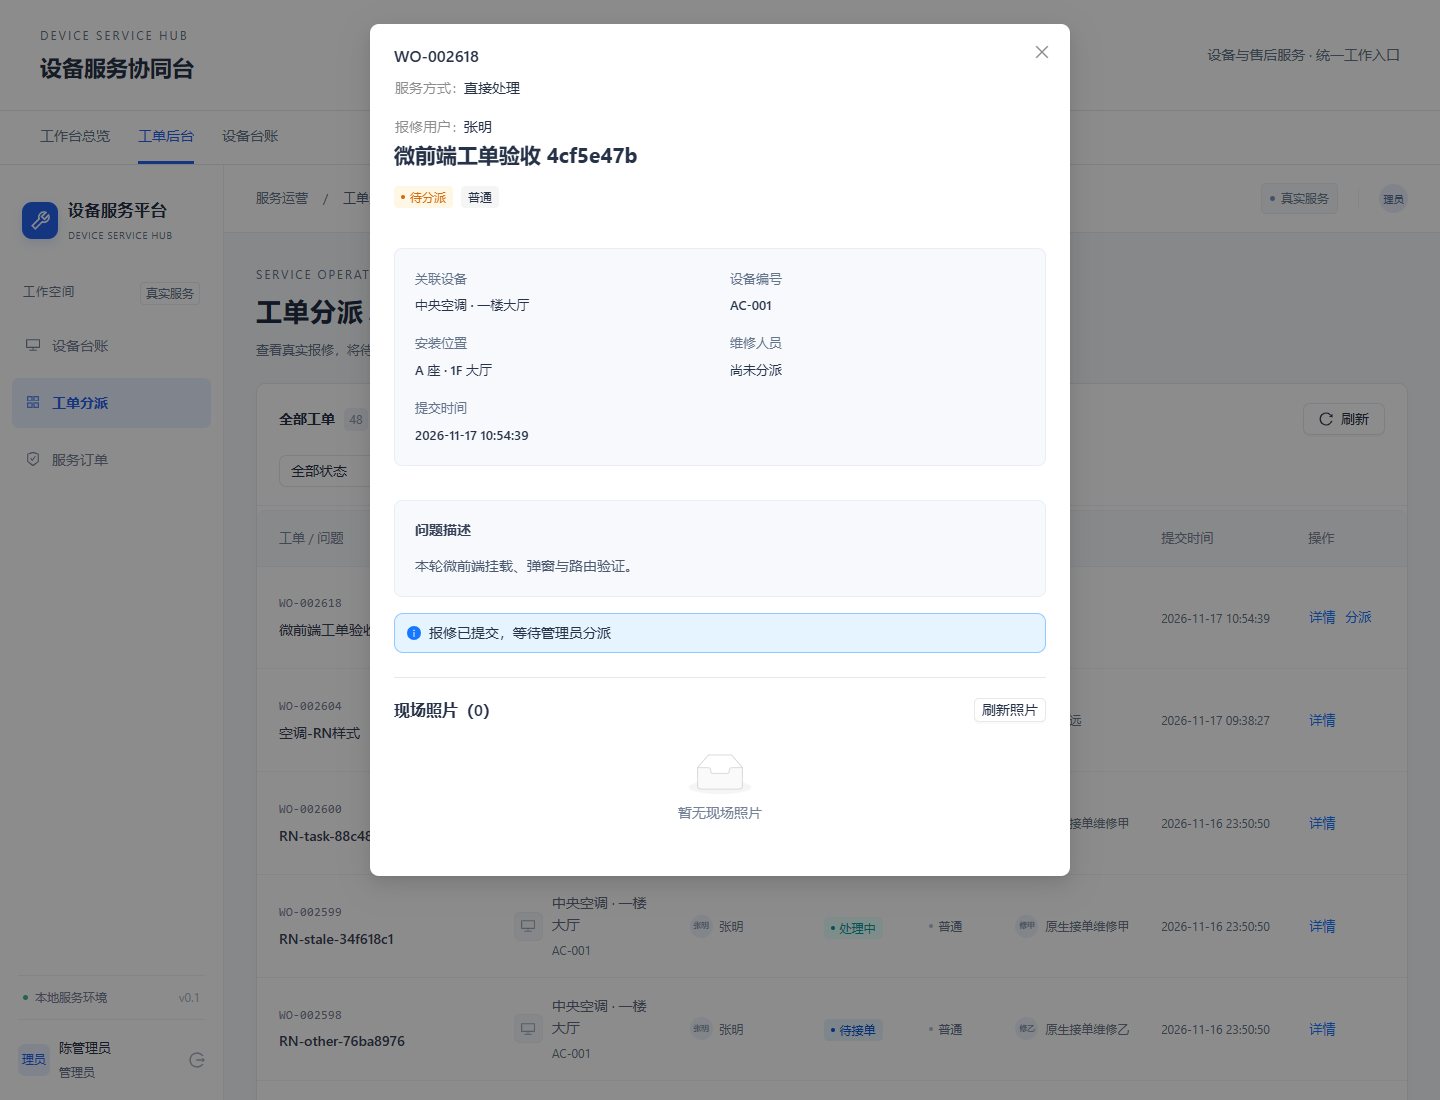 DEVICE SERVICE HUB
设备服务协同台
设备与售后服务 · 统一工作入口
工作台总览 工单后台 设备台账
设备服务平台
DEVICE SERVICE HUB
工作空间 真实服务
设备台账
工单分派
服务订单
本地服务环境 v0.1
理员 陈管理员
管理员
服务运营 / 工单
真实服务 理员
SERVICE OPERAT
工单分派
查看真实报修，将待
全部工单 48
刷新
全部状态
工单 / 问题 提交时间 操作
WO-002618
微前端工单验收
2026-11-17 10:54:39 详情 分派
WO-002604
空调-RN样式
远 2026-11-17 09:38:27 详情
WO-002600
RN-task-88c48
接单维修甲 2026-11-16 23:50:50 详情
WO-002599
RN-stale-34f618c1
中央空调 · 一楼
大厅
AC-001
张明 张明 处理中 普通 修甲 原生接单维修甲 2026-11-16 23:50:50 详情
WO-002598
RN-other-76ba8976
中央空调 · 一楼
大厅
AC-001
张明 张明 待接单 普通 修乙 原生接单维修乙 2026-11-16 23:50:50 详情
WO-002618
服务方式：直接处理
报修用户：张明
微前端工单验收 4cf5e47b
待分派 普通
关联设备 设备编号
中央空调 · 一楼大厅 AC-001
安装位置 维修人员
A 座 · 1F 大厅 尚未分派
提交时间
2026-11-17 10:54:39
问题描述
本轮微前端挂载、弹窗与路由验证。
报修已提交，等待管理员分派
现场照片（0） 刷新照片
暂无现场照片